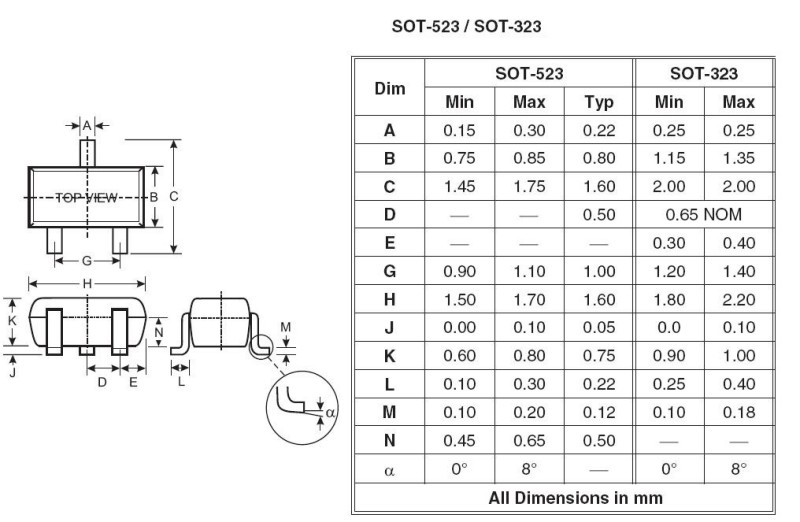 SOT-523 / SOT-323
A
TOP VIEW
B
C
G
H
K
J
N
D
E
L
M
α
Dim SOT-523 SOT-323
Min Max Typ Min Max
A 0.15 0.30 0.22 0.25 0.25
B 0.75 0.85 0.80 1.15 1.35
C 1.45 1.75 1.60 2.00 2.00
D — — 0.50 0.65 NOM
E — — — 0.30 0.40
G 0.90 1.10 1.00 1.20 1.40
H 1.50 1.70 1.60 1.80 2.20
J 0.00 0.10 0.05 0.0 0.10
K 0.60 0.80 0.75 0.90 1.00
L 0.10 0.30 0.22 0.25 0.40
M 0.10 0.20 0.12 0.10 0.18
N 0.45 0.65 0.50 — —
α 0° 8° — 0° 8°
All Dimensions in mm